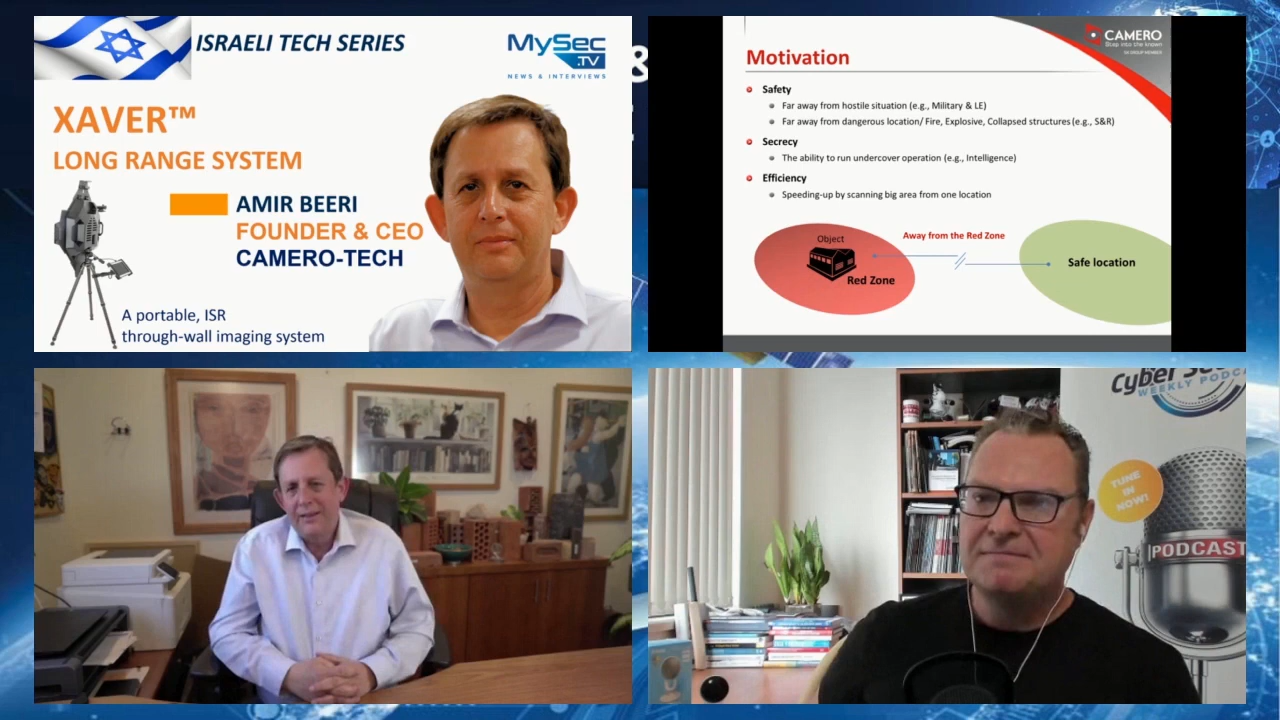 ISRAELI TECH SERIES
MySec
.TV
NEWS & INTERVIEWS
XAVER™
LONG RANGE SYSTEM
AMIR BEERI
FOUNDER & CEO
CAMERO-TECH
A portable, ISR
through-wall imaging system
&
CAMERO
Step into the known
SK GROUP MEMBER
Motivation
Safety
Far away from hostile situation (e.g., Military & LE)
Far away from dangerous location/ Fire, Explosive, Collapsed structures (e.g., S&R)
Secrecy
The ability to run undercover operation (e.g., Intelligence)
Efficiency
Speeding-up by scanning big area from one location
Object
Red Zone
Away from the Red Zone
Safe location
Cyber Sec
WEEKLY PODCA
TUNE
IN
NOW!
PODCAST